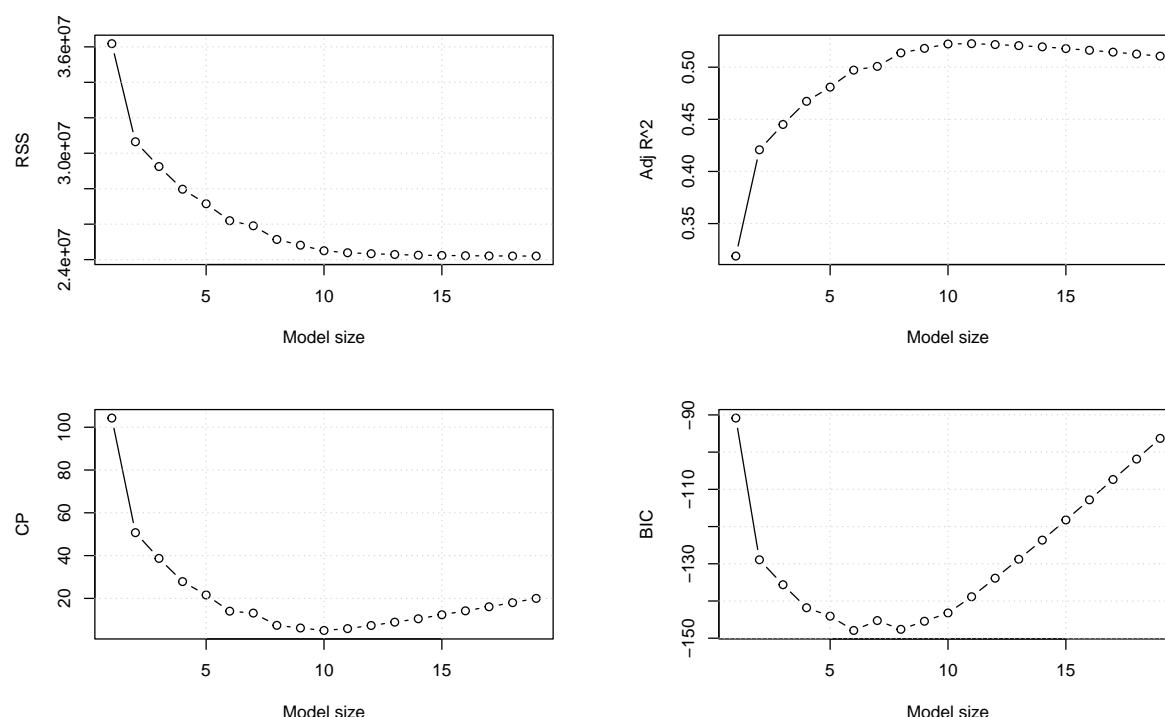 RSS
3.6e+07
3.0e+07
2.4e+07
5 10 15
Model size
Adj R^2
0.50
0.45
0.40
0.35
5 10 15
Model size
CP
100
80
60
40
20
5 10 15
Model size
BIC
−90
−110
−130
−150
5 10 15
Model size